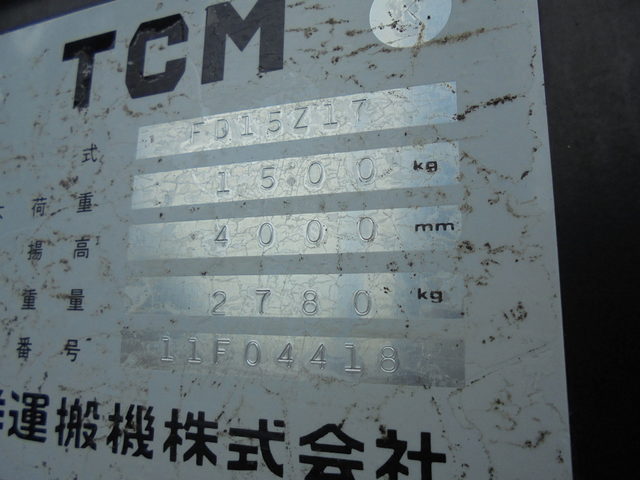 TCM
式 FD15Z17
荷重 1500 kg
揚高 4000 mm
重量 2780 kg
番号 11F04418
運搬機株式会社